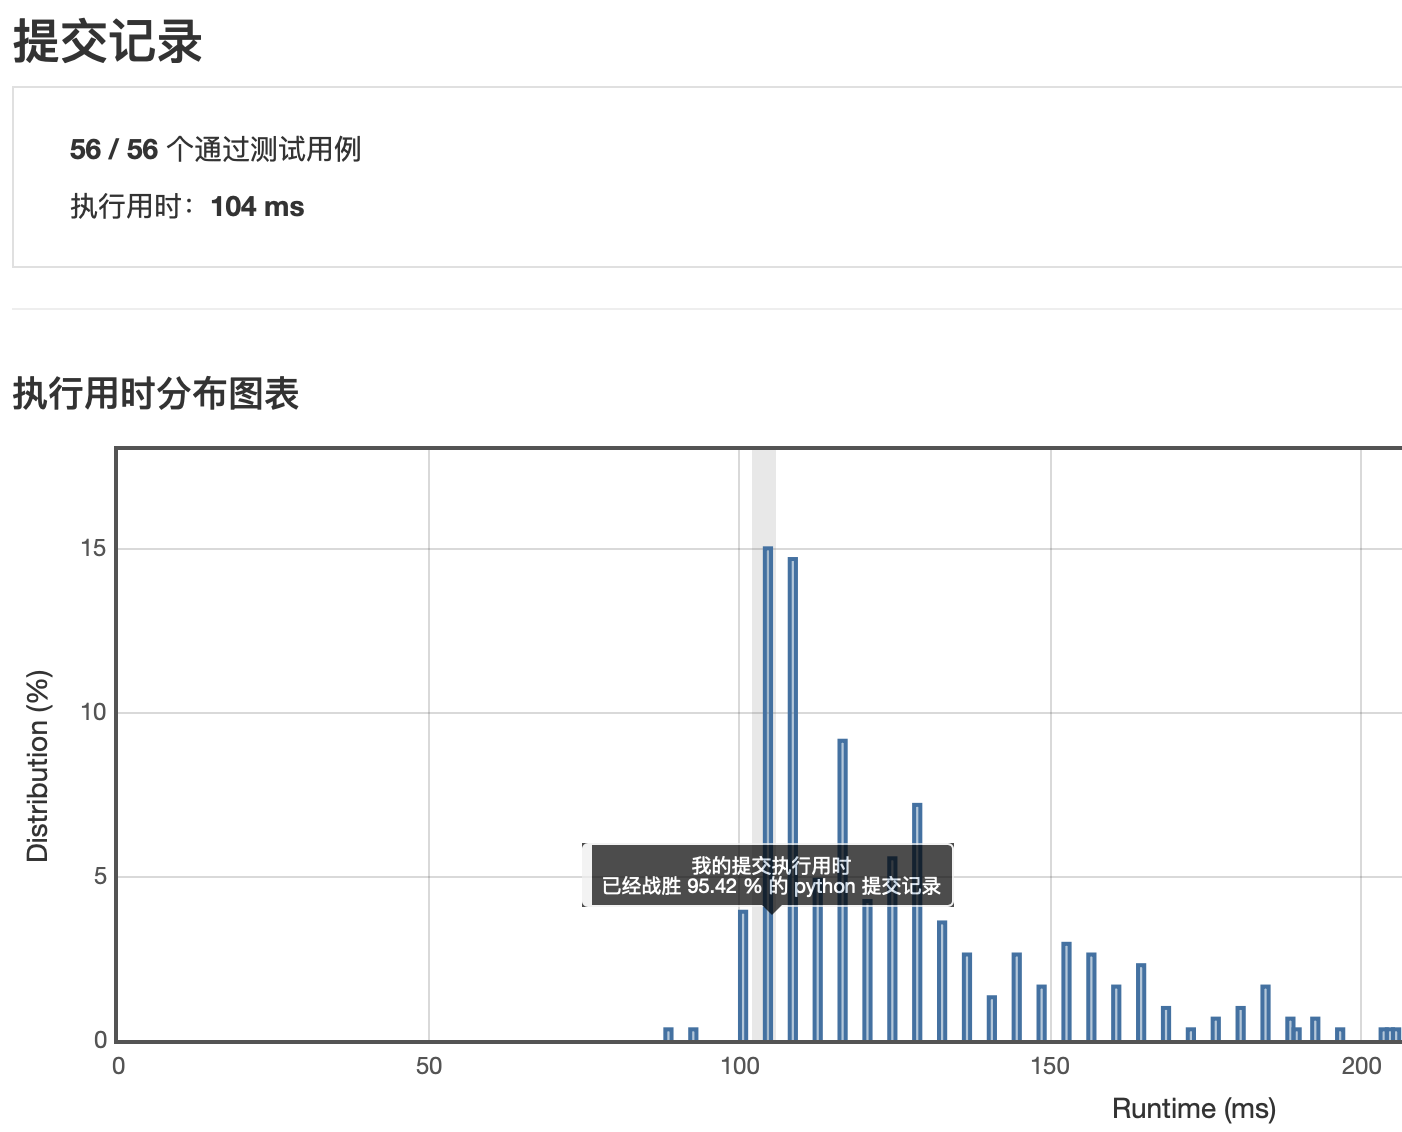 提交记录
56 / 56 个通过测试用例
执行用时：104 ms
执行用时分布图表
15
10
5
0
Distribution (%)
我的提交执行用时
已经战胜 95.42 % 的 python 提交记录
0 50 100 150 200
Runtime (ms)